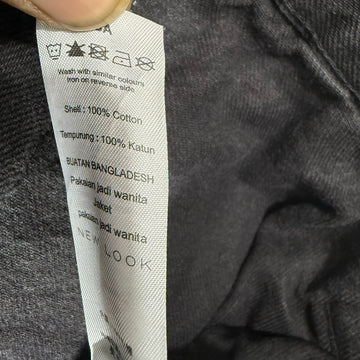 Wash with similar colours
Iron on reverse side
Shell : 100% Cotton
Tempurung : 100% Katun
BUATAN BANGLADESH
Pakaian jadi wanita
Jaket
pakaian jadi wanita
NEW LOOK